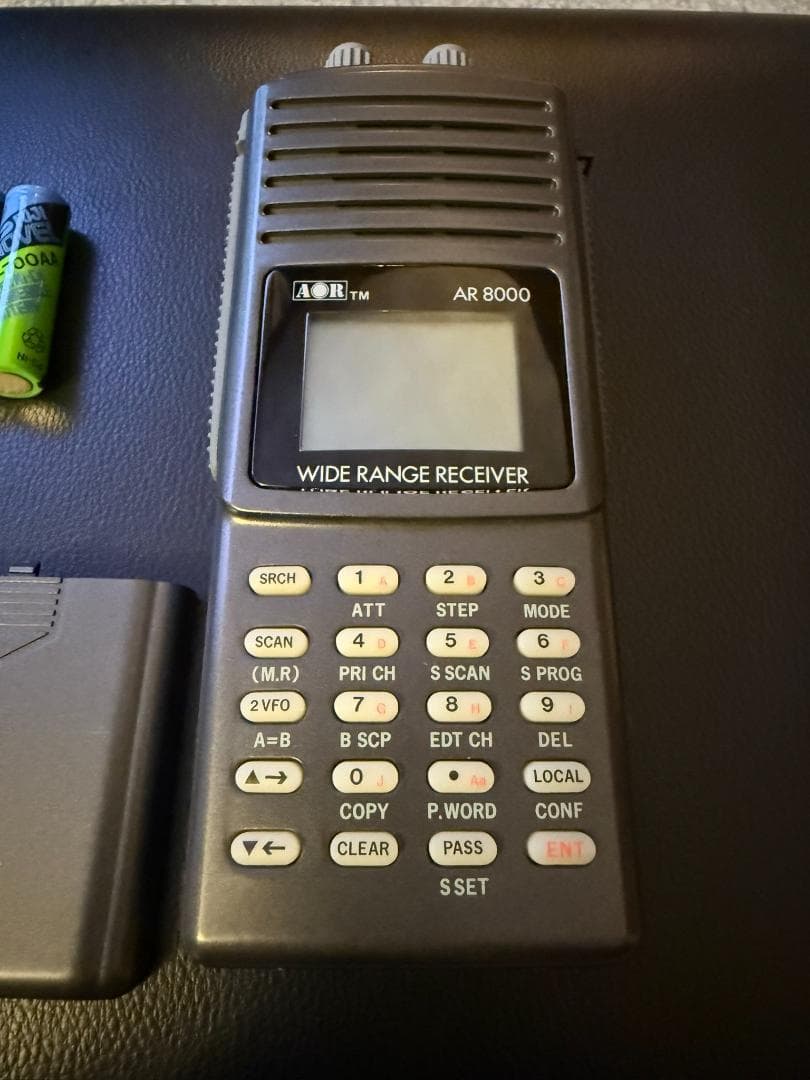 AOR TM
AR 8000
WIDE RANGE RECEIVER
SRCH 1 A 2 B 3 C
ATT STEP MODE
SCAN 4 D 5 E 6 F
(M.R) PRI CH S SCAN S PROG
2VFO 7 G 8 H 9 I
A=B B SCP EDT CH DEL
▲→ 0 J • Aa LOCAL
COPY P.WORD CONF
▼← CLEAR PASS ENT
S SET
00AA